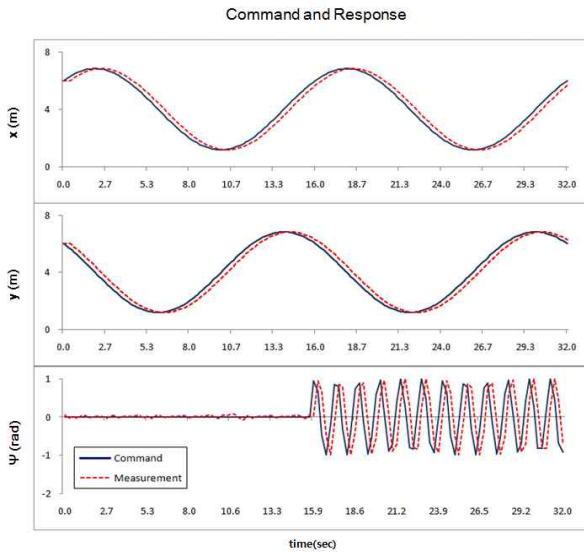 Command and Response
8
4
0
x (m)
0.0 2.7 5.3 8.0 10.7 13.3 16.0 18.7 21.3 24.0 26.7 29.3 32.0
8
4
0
y (m)
0.0 2.7 5.3 8.0 10.7 13.3 16.0 18.7 21.3 24.0 26.7 29.3 32.0
1
0
-1
-2
Ψ (rad)
Command
Measurement
0.0 2.6 5.3 7.9 10.6 13.2 15.9 18.5 21.2 23.8 26.5 29.1 32.2
time(sec)